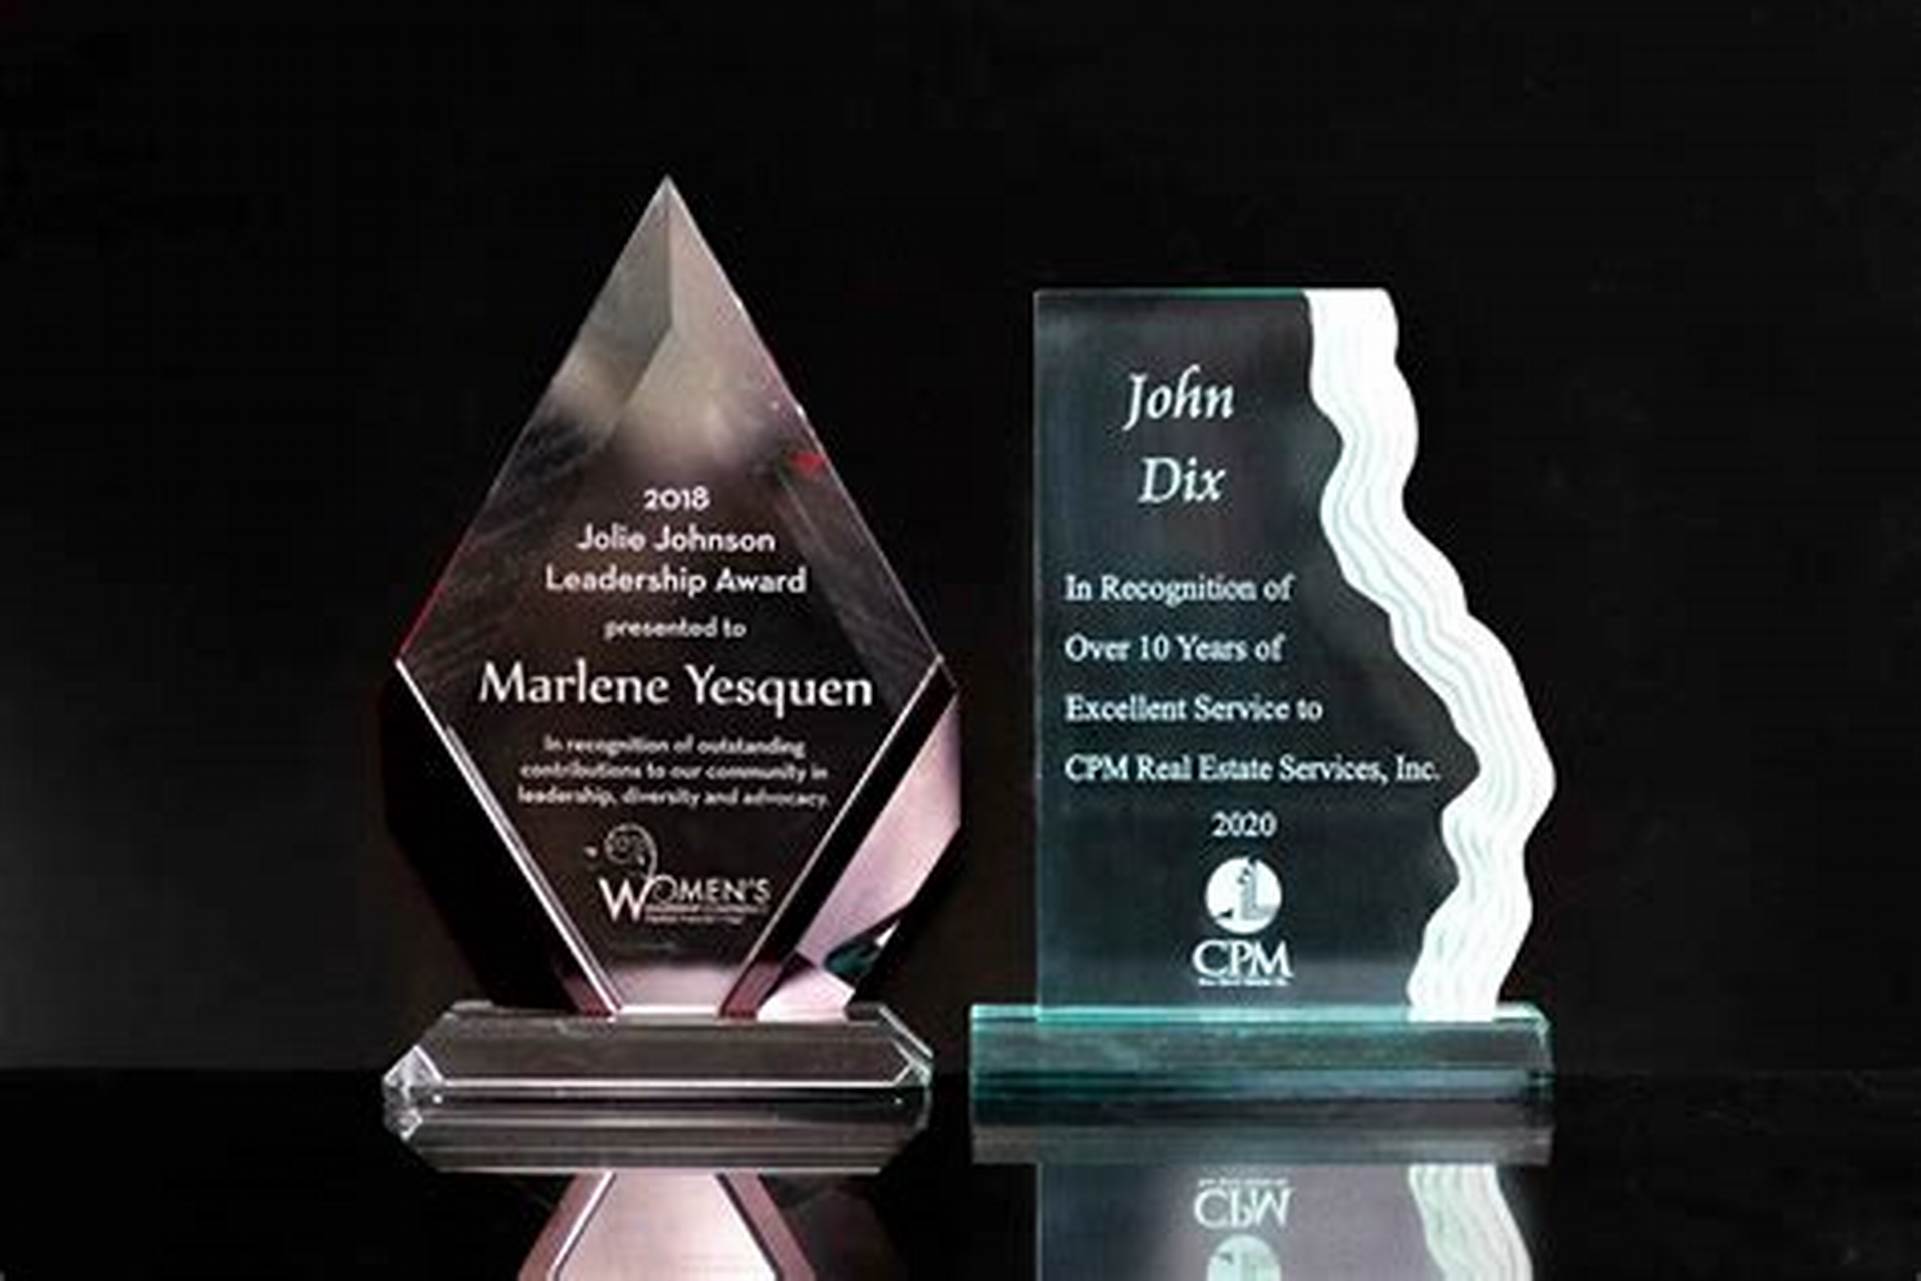 2018
Jolie Johnson
Leadership Award
presented to
Marlene Yesquen
In recognition of outstanding
contributions to our community in
leadership, diversity and advocacy.
WOMEN'S
John
Dix
In Recognition of
Over 10 Years of
Excellent Service to
CPM Real Estate Services, Inc.
2020
CPM